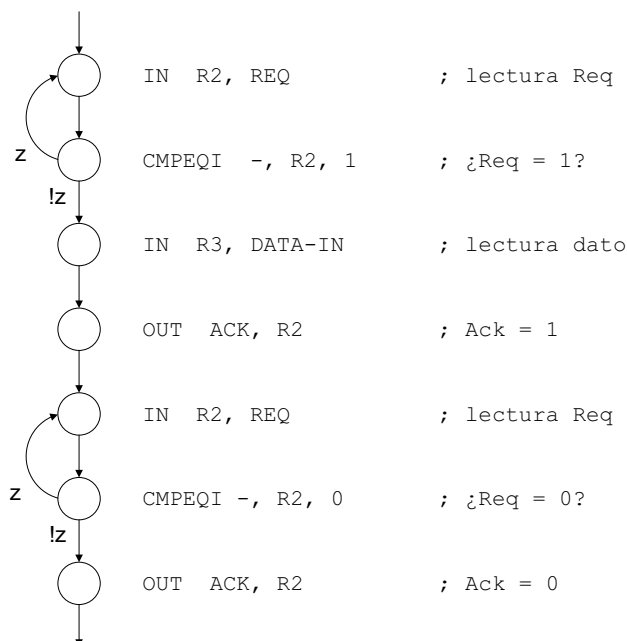 IN R2, REQ ; lectura Req
z
CMPEQI -, R2, 1 ; ¿Req = 1?
!z
IN R3, DATA-IN ; lectura dato
OUT ACK, R2 ; Ack = 1
IN R2, REQ ; lectura Req
z
CMPEQI -, R2, 0 ; ¿Req = 0?
!z
OUT ACK, R2 ; Ack = 0